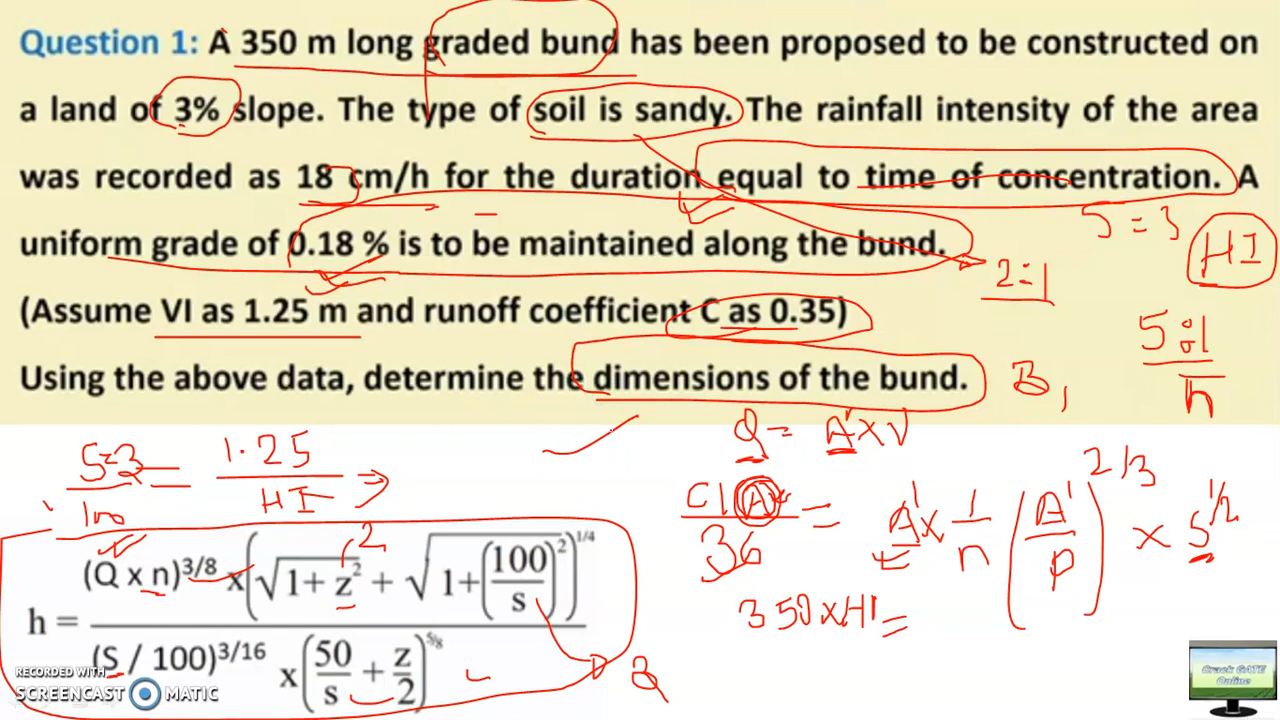 Question 1: A 350 m long graded bund has been proposed to be constructed on
a land of 3% slope. The type of soil is sandy. The rainfall intensity of the area
was recorded as 18 cm/h for the duration equal to time of concentration. A
uniform grade of 0.18 % is to be maintained along the bund.
(Assume VI as 1.25 m and runoff coefficient C as 0.35)
Using the above data, determine the dimensions of the bund.
S = 3
HI
2:1
5:1
h
B,
Q = A' x V
CIA / 36 = A' x 1/n (A'/P)^2/3 x S^1/2
350 x HI =
S=3 / 100 = 1.25 / HI →
2
h = (Q x n)^3/8 x (√1 + z^2 + √1+(100/s)^2)^1/4 / (S / 100)^3/16 x (50/s + z/2)^5/8
RECORDED WITH
SCREENCAST MATIC
Crack GATE
Online